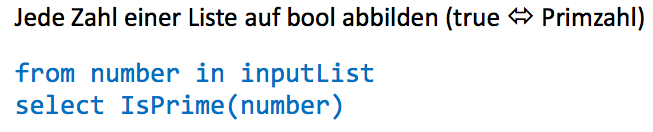 Jede Zahl einer Liste auf bool abbilden (true ⇔ Primzahl)
from number in inputList
select IsPrime(number)